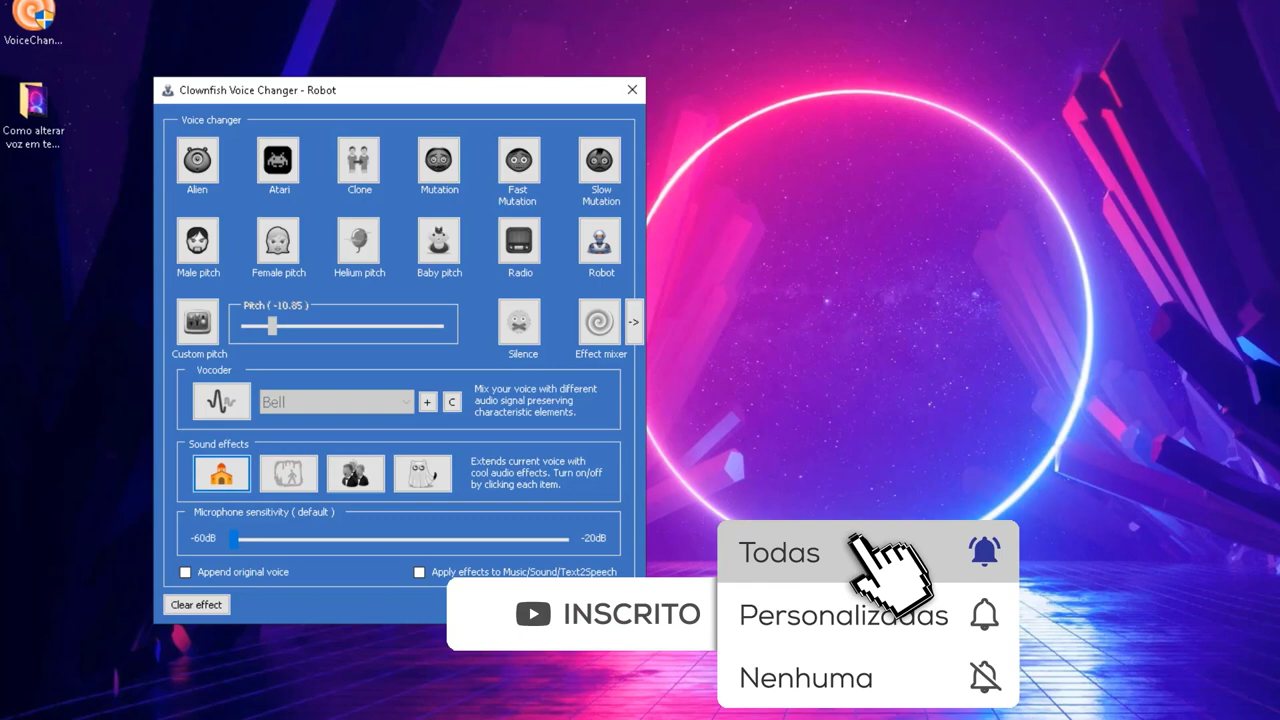 VoiceChan...
Como alterar
voz em te...
Clownfish Voice Changer - Robot
Voice changer
Alien
Atari
Clone
Mutation
Fast
Mutation
Slow
Mutation
Male pitch
Female pitch
Helium pitch
Baby pitch
Radio
Robot
Custom pitch
Pitch ( -10.85 )
Silence
Effect mixer
->
Vocoder
Bell
+
C
Mix your voice with different
audio signal preserving
characteristic elements.
Sound effects
Extends current voice with
cool audio effects. Turn on/off
by clicking each item.
Microphone sensitivity ( default )
-60dB
-20dB
Append original voice
Apply effects to Music/Sound/Text2Speech
Clear effect
INSCRITO
Todas
Personalizadas
Nenhuma